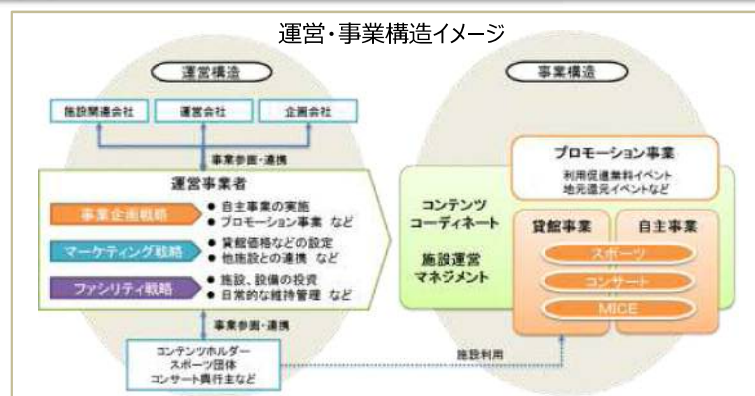 運営・事業構造イメージ
運営構造
施設関連会社
運営会社
企画会社
事業参画・連携
運営事業者
事業企画戦略
● 自主事業の実施
● プロモーション事業 など
マーケティング戦略
● 貸館価格などの設定
● 他施設との連携 など
ファシリティ戦略
● 施設、設備の投資
● 日常的な維持管理 など
事業参画・連携
コンテンツホルダー
スポーツ団体
コンサート興行主など
施設利用
事業構造
プロモーション事業
利用促進無料イベント
地元還元イベントなど
コンテンツ
コーディネート
施設運営
マネジメント
貸館事業
自主事業
スポーツ
コンサート
MICE